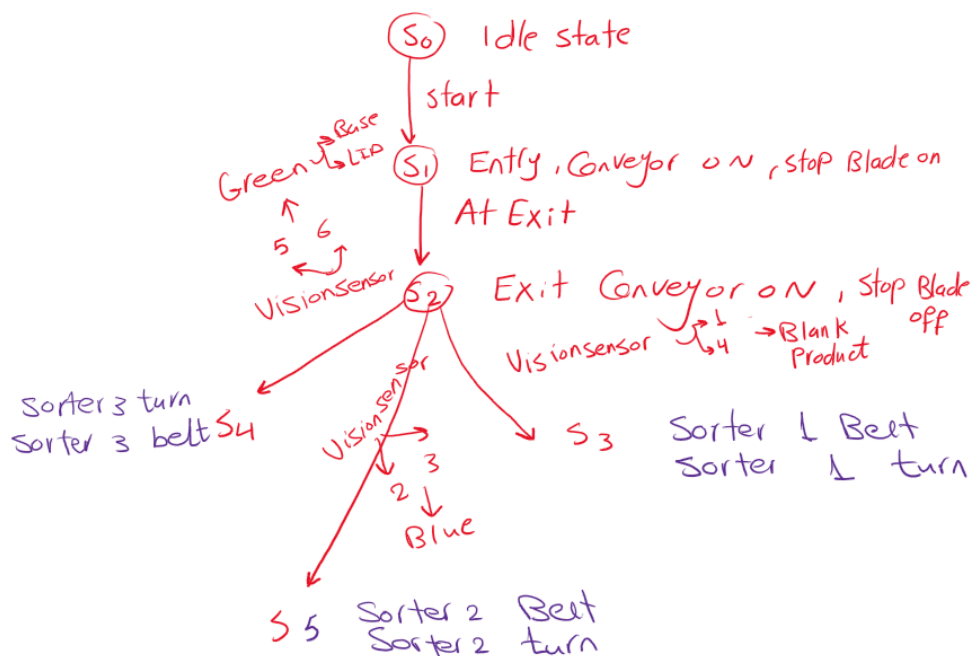 S0 Idle state
start
Base
Green LID
S1 Entry, Conveyor ON, stop Blade on
At Exit
5 6
Visionsensor
S2 Exit Conveyor ON, Stop Blade off
Visionsensor 1 4 Blank Product
Visionsensor
3
2
Blue
Sorter 3 turn
Sorter 3 belt S4
S3 Sorter 1 Belt
Sorter 1 turn
S5 Sorter 2 Belt
Sorter 2 turn